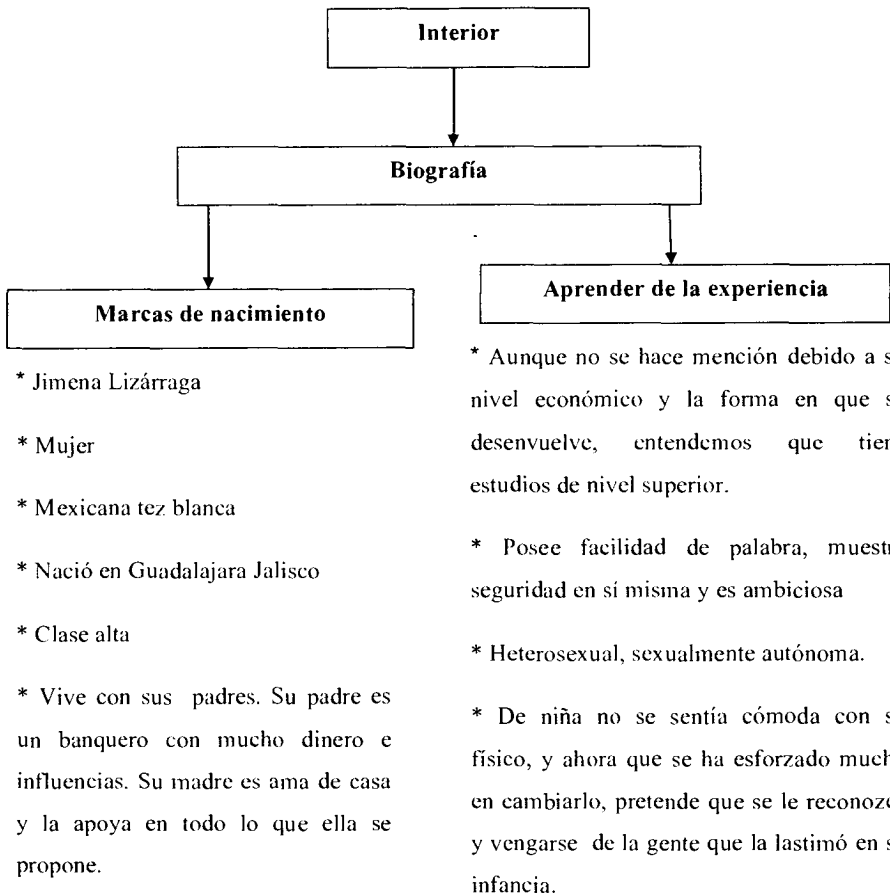 Interior
Biografía
Marcas de nacimiento
* Jimena Lizárraga
* Mujer
* Mexicana tez blanca
* Nació en Guadalajara Jalisco
* Clase alta
* Vive con sus padres. Su padre es
un banquero con mucho dinero e
influencias. Su madre es ama de casa
y la apoya en todo lo que ella se
propone.
Aprender de la experiencia
* Aunque no se hace mención debido a
nivel económico y la forma en que
desenvuelve, entendemos que
estudios de nivel superior.
* Posee facilidad de palabra,
seguridad en sí misma y es ambiciosa
* Heterosexual, sexualmente autónoma.
* De niña no se sentía cómoda con
físico, y ahora que se ha esforzado
en cambiarlo, pretende que se le
y vengarse de la gente que la lastimó en
infancia.